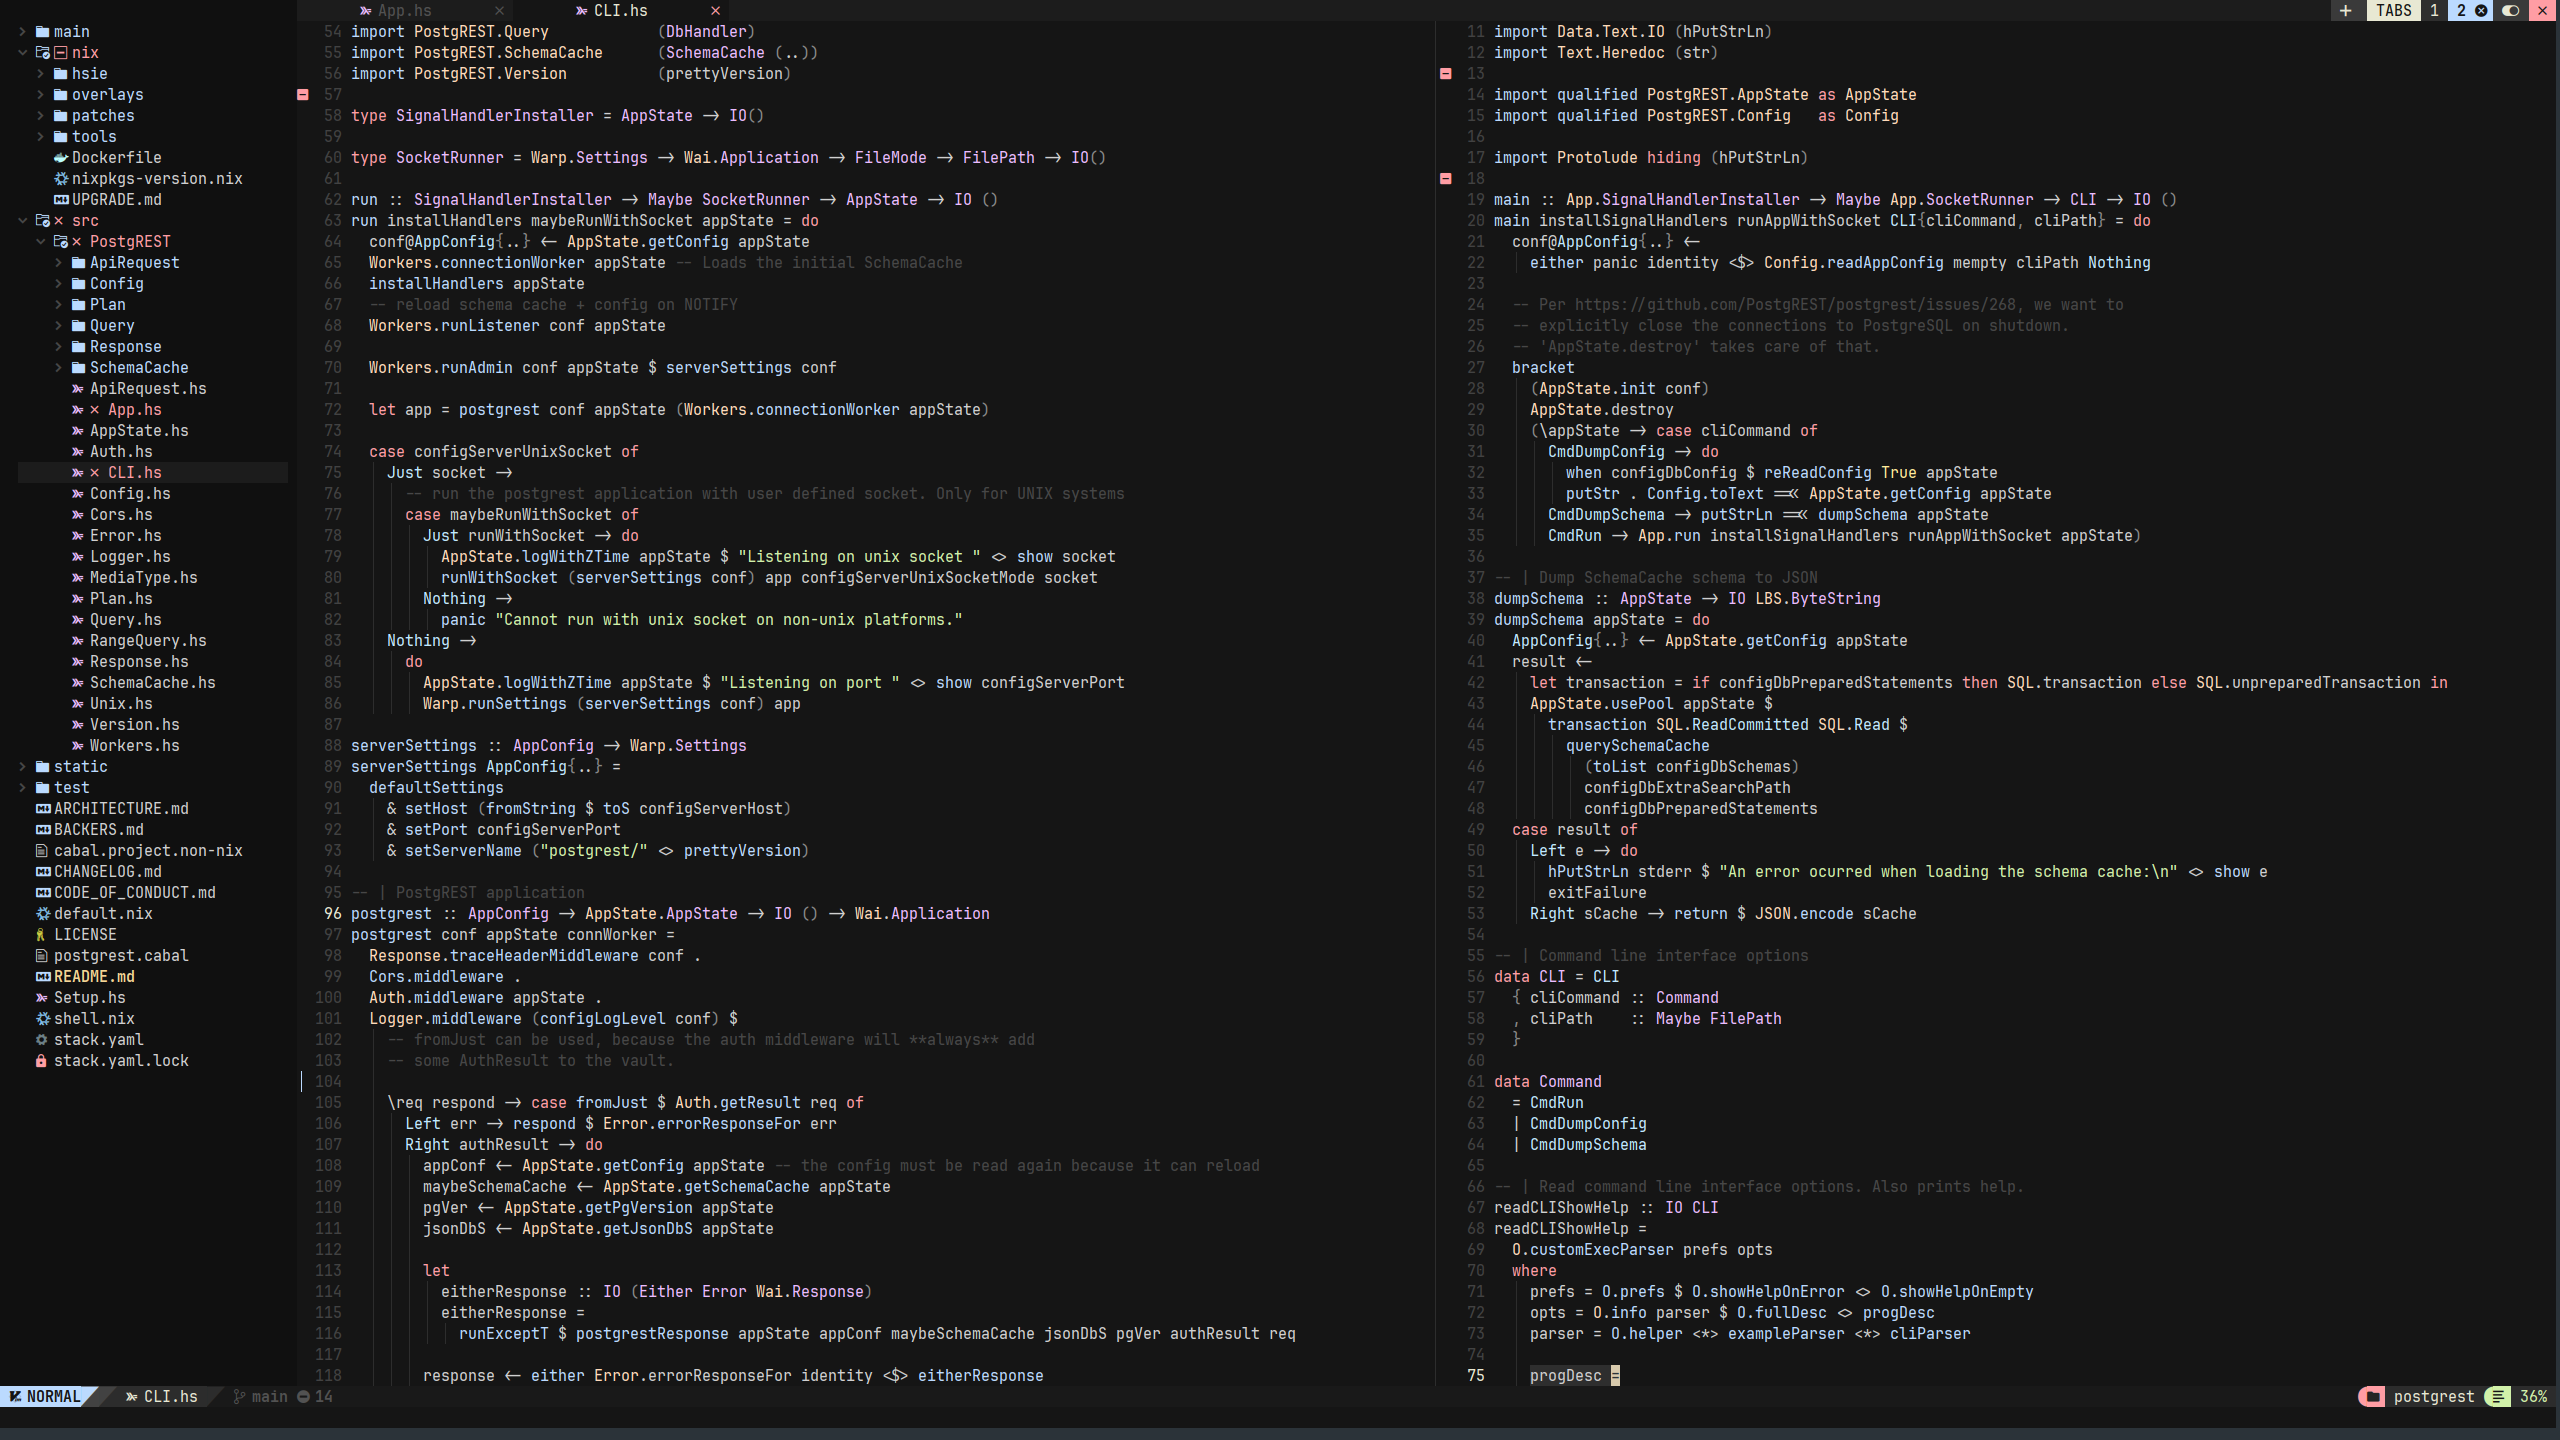 App.hs
CLI.hs
TABS 1 2
main
nix
hsie
overlays
patches
tools
Dockerfile
nixpkgs-version.nix
UPGRADE.md
src
PostgREST
ApiRequest
Config
Plan
Query
Response
SchemaCache
ApiRequest.hs
App.hs
AppState.hs
Auth.hs
CLI.hs
Config.hs
Cors.hs
Error.hs
Logger.hs
MediaType.hs
Plan.hs
Query.hs
RangeQuery.hs
Response.hs
SchemaCache.hs
Unix.hs
Version.hs
Workers.hs
static
test
ARCHITECTURE.md
BACKERS.md
cabal.project.non-nix
CHANGELOG.md
CODE_OF_CONDUCT.md
default.nix
LICENSE
postgrest.cabal
README.md
Setup.hs
shell.nix
stack.yaml
stack.yaml.lock
54 import PostgREST.Query            (DbHandler)
55 import PostgREST.SchemaCache      (SchemaCache (..))
56 import PostgREST.Version          (prettyVersion)
57
58 type SignalHandlerInstaller = AppState -> IO()
59
60 type SocketRunner = Warp.Settings -> Wai.Application -> FileMode -> FilePath -> IO()
61
62 run :: SignalHandlerInstaller -> Maybe SocketRunner -> AppState -> IO ()
63 run installHandlers maybeRunWithSocket appState = do
64   conf@AppConfig{..} <- AppState.getConfig appState
65   Workers.connectionWorker appState -- Loads the initial SchemaCache
66   installHandlers appState
67   -- reload schema cache + config on NOTIFY
68   Workers.runListener conf appState
69
70   Workers.runAdmin conf appState $ serverSettings conf
71
72   let app = postgrest conf appState (Workers.connectionWorker appState)
73
74   case configServerUnixSocket of
75     Just socket ->
76       -- run the postgrest application with user defined socket. Only for UNIX systems
77       case maybeRunWithSocket of
78         Just runWithSocket -> do
79           AppState.logWithZTime appState $ "Listening on unix socket " <> show socket
80           runWithSocket (serverSettings conf) app configServerUnixSocketMode socket
81         Nothing ->
82           panic "Cannot run with unix socket on non-unix platforms."
83     Nothing ->
84       do
85         AppState.logWithZTime appState $ "Listening on port " <> show configServerPort
86         Warp.runSettings (serverSettings conf) app
87
88 serverSettings :: AppConfig -> Warp.Settings
89 serverSettings AppConfig{..} =
90   defaultSettings
91     & setHost (fromString $ toS configServerHost)
92     & setPort configServerPort
93     & setServerName ("postgrest/" <> prettyVersion)
94
95 -- | PostgREST application
96 postgrest :: AppConfig -> AppState.AppState -> IO () -> Wai.Application
97 postgrest conf appState connWorker =
98   Response.traceHeaderMiddleware conf .
99   Cors.middleware .
100   Auth.middleware appState .
101   Logger.middleware (configLogLevel conf) $
102     -- fromJust can be used, because the auth middleware will **always** add
103     -- some AuthResult to the vault.
104
105     \req respond -> case fromJust $ Auth.getResult req of
106       Left err -> respond $ Error.errorResponseFor err
107       Right authResult -> do
108         appConf <- AppState.getConfig appState -- the config must be read again because it can reload
109         maybeSchemaCache <- AppState.getSchemaCache appState
110         pgVer <- AppState.getPgVersion appState
111         jsonDbS <- AppState.getJsonDbS appState
112
113         let
114           eitherResponse :: IO (Either Error Wai.Response)
115           eitherResponse =
116             runExceptT $ postgrestResponse appState appConf maybeSchemaCache jsonDbS pgVer authResult req
117
118         response <- either Error.errorResponseFor identity <$> eitherResponse
11 import Data.Text.IO (hPutStrLn)
12 import Text.Heredoc (str)
13
14 import qualified PostgREST.AppState as AppState
15 import qualified PostgREST.Config   as Config
16
17 import Protolude hiding (hPutStrLn)
18
19 main :: App.SignalHandlerInstaller -> Maybe App.SocketRunner -> CLI -> IO ()
20 main installSignalHandlers runAppWithSocket CLI{cliCommand, cliPath} = do
21   conf@AppConfig{..} <-
22     either panic identity <$> Config.readAppConfig mempty cliPath Nothing
23
24   -- Per https://github.com/PostgREST/postgrest/issues/268, we want to
25   -- explicitly close the connections to PostgreSQL on shutdown.
26   -- 'AppState.destroy' takes care of that.
27   bracket
28     (AppState.init conf)
29     AppState.destroy
30     (\appState -> case cliCommand of
31       CmdDumpConfig -> do
32         when configDbConfig $ reReadConfig True appState
33         putStr . Config.toText =<< AppState.getConfig appState
34       CmdDumpSchema -> putStrLn =<< dumpSchema appState
35       CmdRun -> App.run installSignalHandlers runAppWithSocket appState)
36
37 -- | Dump SchemaCache schema to JSON
38 dumpSchema :: AppState -> IO LBS.ByteString
39 dumpSchema appState = do
40   AppConfig{..} <- AppState.getConfig appState
41   result <-
42     let transaction = if configDbPreparedStatements then SQL.transaction else SQL.unpreparedTransaction in
43     AppState.usePool appState $
44       transaction SQL.ReadCommitted SQL.Read $
45         querySchemaCache
46           (toList configDbSchemas)
47           configDbExtraSearchPath
48           configDbPreparedStatements
49   case result of
50     Left e -> do
51       hPutStrLn stderr $ "An error ocurred when loading the schema cache:\n" <> show e
52       exitFailure
53     Right sCache -> return $ JSON.encode sCache
54
55 -- | Command line interface options
56 data CLI = CLI
57   { cliCommand :: Command
58   , cliPath    :: Maybe FilePath
59   }
60
61 data Command
62   = CmdRun
63   | CmdDumpConfig
64   | CmdDumpSchema
65
66 -- | Read command line interface options. Also prints help.
67 readCLIShowHelp :: IO CLI
68 readCLIShowHelp =
69   O.customExecParser prefs opts
70   where
71     prefs = O.prefs $ O.showHelpOnError <> O.showHelpOnEmpty
72     opts = O.info parser $ O.fullDesc <> progDesc
73     parser = O.helper <*> exampleParser <*> cliParser
74
75     progDesc =
NORMAL CLI.hs main 14 postgrest 36%